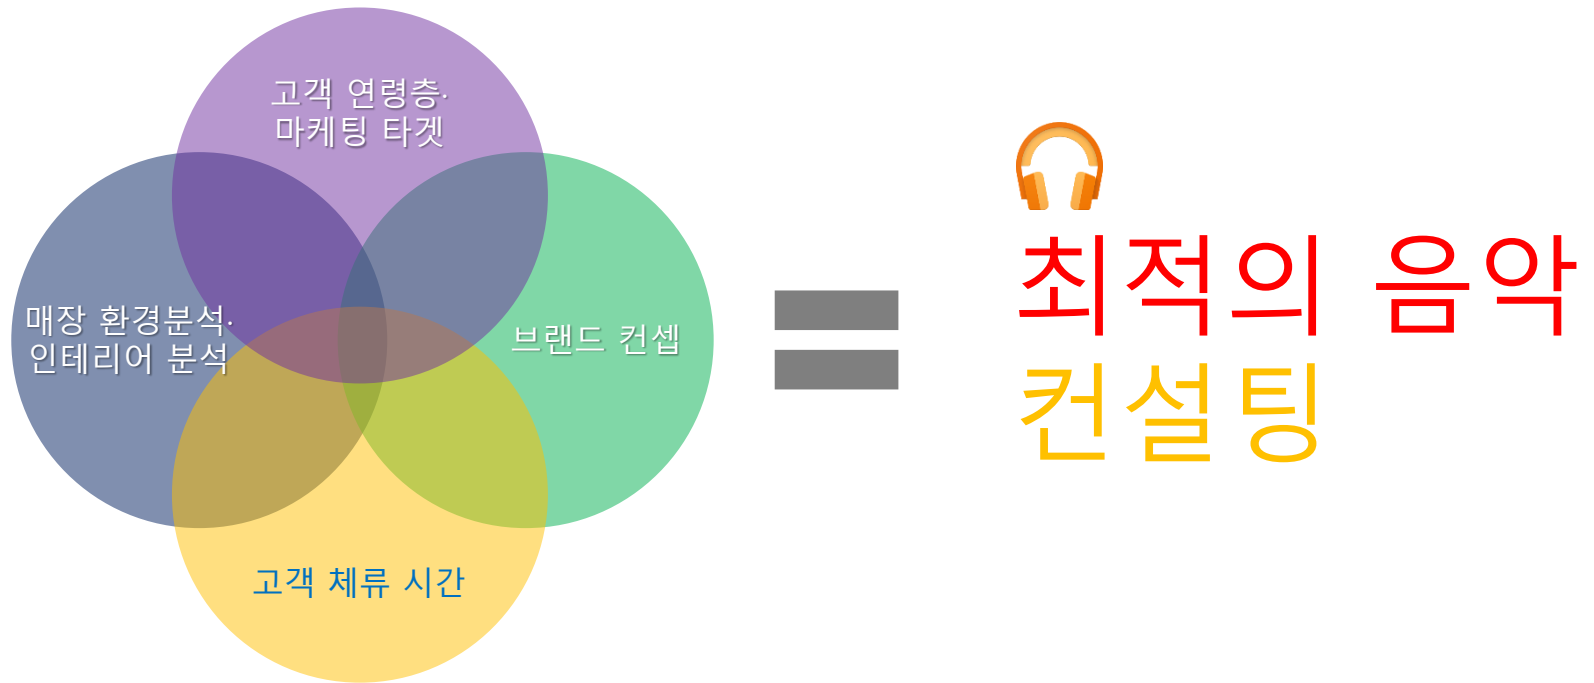 고객 연령층·
마케팅 타겟
매장 환경분석·
인테리어 분석
브랜드 컨셉
고객 체류 시간
최적의 음악
컨설팅